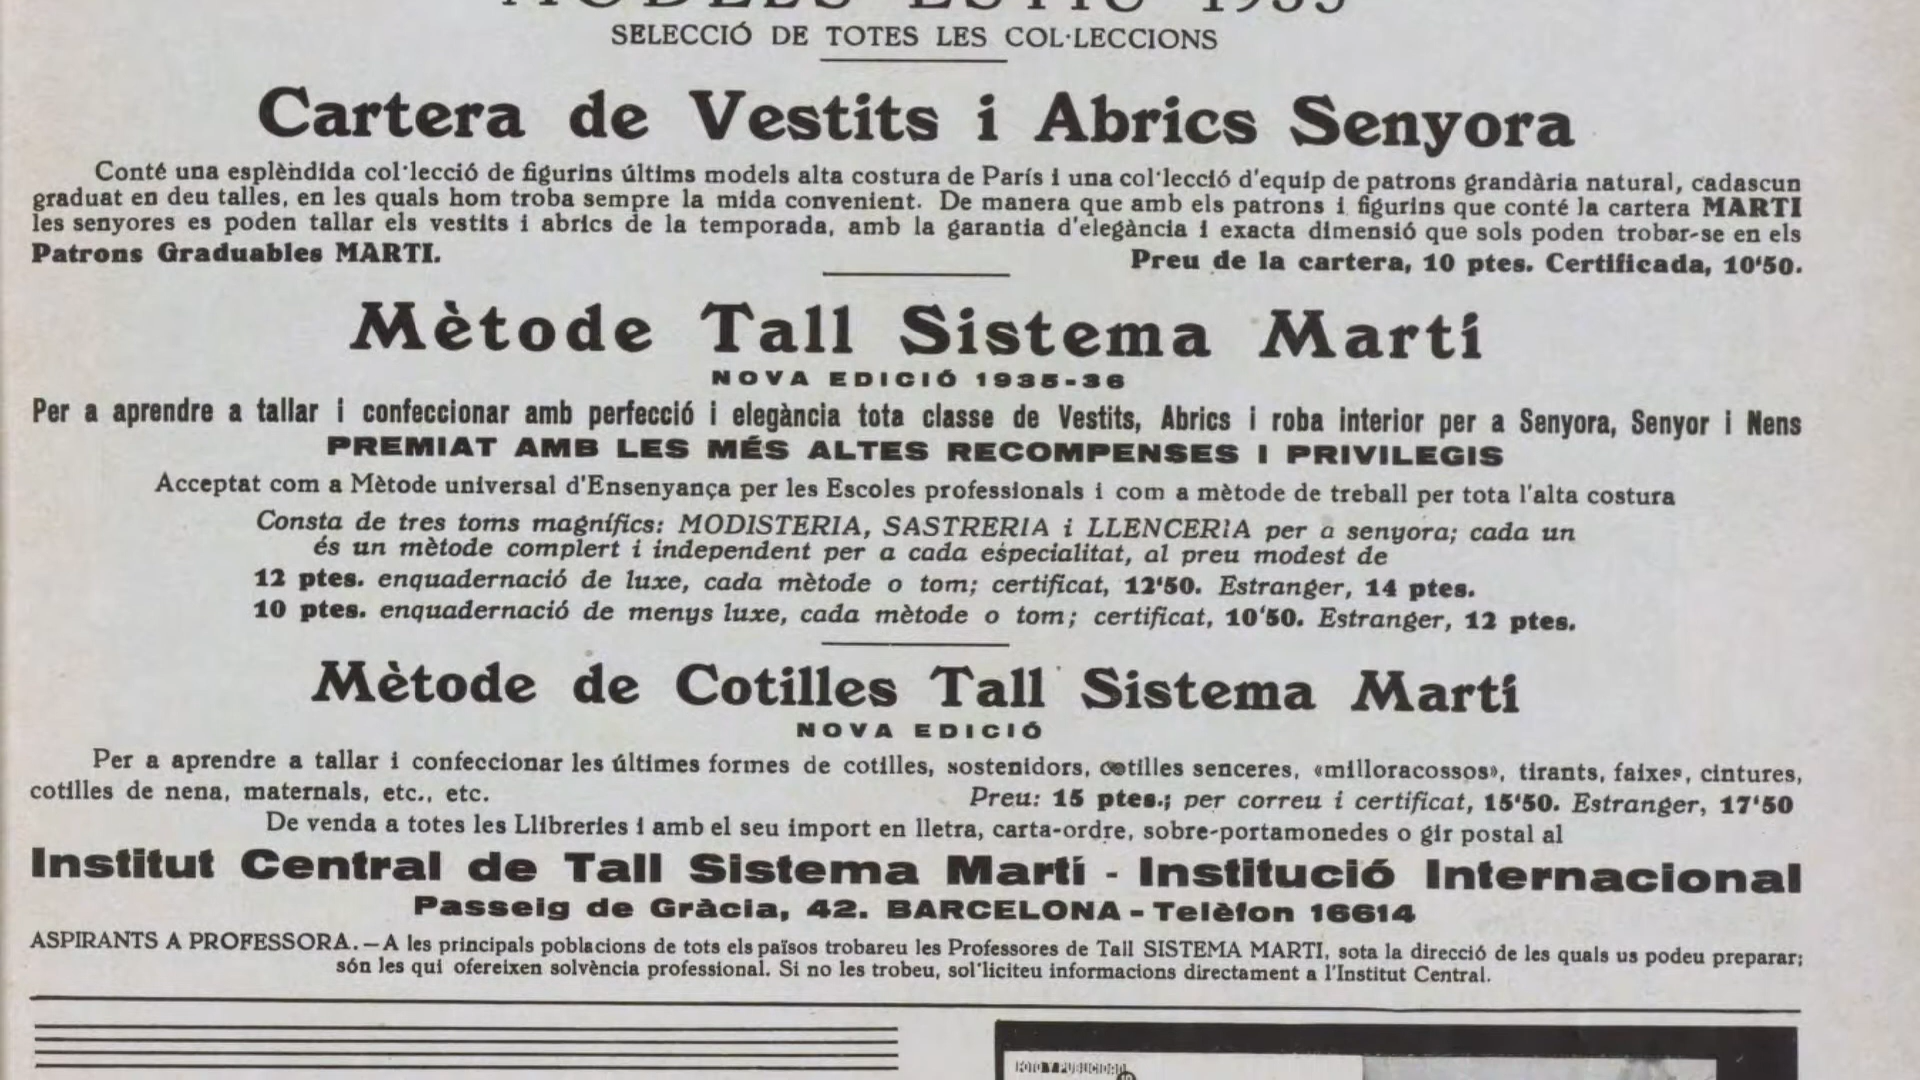 MODELS ESTIU 1935
SELECCIÓ DE TOTES LES COL·LECCIONS
Cartera de Vestits i Abrics Senyora
Conté una esplèndida col·lecció de figurins últims models alta costura de París i una col·lecció d'equip de patrons grandària natural, cadascun
graduat en deu talles, en les quals hom troba sempre la mida convenient. De manera que amb els patrons i figurins que conté la cartera MARTI
les senyores es poden tallar els vestits i abrics de la temporada, amb la garantia d'elegància i exacta dimensió que sols poden trobar-se en els
Patrons Graduables MARTI. Preu de la cartera, 10 ptes. Certificada, 10'50.
Mètode Tall Sistema Martí
NOVA EDICIÓ 1935-36
Per a aprendre a tallar i confeccionar amb perfecció i elegància tota classe de Vestits, Abrics i roba interior per a Senyora, Senyor i Nens
PREMIAT AMB LES MÉS ALTES RECOMPENSES I PRIVILEGIS
Acceptat com a Mètode universal d'Ensenyança per les Escoles professionals i com a mètode de treball per tota l'alta costura
Consta de tres toms magnífics: MODISTERIA, SASTRERIA i LLENCERIA per a senyora; cada un
és un mètode complert i independent per a cada especialitat, al preu modest de
12 ptes. enquadernació de luxe, cada mètode o tom; certificat, 12'50. Estranger, 14 ptes.
10 ptes. enquadernació de menys luxe, cada mètode o tom; certificat, 10'50. Estranger, 12 ptes.
Mètode de Cotilles Tall Sistema Martí
NOVA EDICIÓ
Per a aprendre a tallar i confeccionar les últimes formes de cotilles, sostenidors, cotilles senceres, «milloracossos», tirants, faixes, cintures,
cotilles de nena, maternals, etc., etc. Preu: 15 ptes.; per correu i certificat, 15'50. Estranger, 17'50
De venda a totes les Llibreries i amb el seu import en lletra, carta-ordre, sobre-portamonedes o gir postal al
Institut Central de Tall Sistema Martí - Institució Internacional
Passeig de Gràcia, 42. BARCELONA - Telèfon 16614
ASPIRANTS A PROFESSORA. — A les principals poblacions de tots els països trobareu les Professores de Tall SISTEMA MARTI, sota la direcció de les quals us podeu preparar;
són les qui ofereixen solvència professional. Si no les trobeu, sol·liciteu informacions directament a l'Institut Central.
FOTO Y PUBLICIDAD